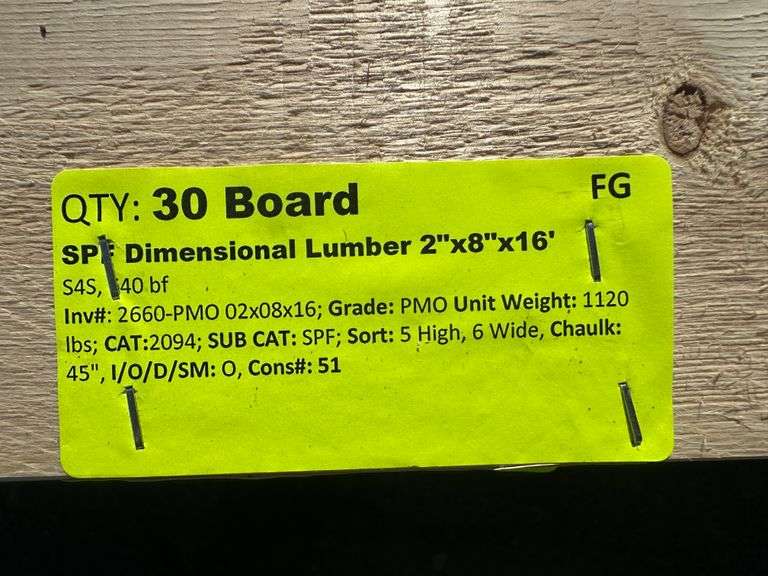 QTY: 30 Board
FG
SPF Dimensional Lumber 2"x8"x16'
S4S, 40 bf
Inv#: 2660-PMO 02x08x16; Grade: PMO Unit Weight: 1120
lbs; CAT:2094; SUB CAT: SPF; Sort: 5 High, 6 Wide, Chaulk:
45", I/O/D/SM: O, Cons#: 51